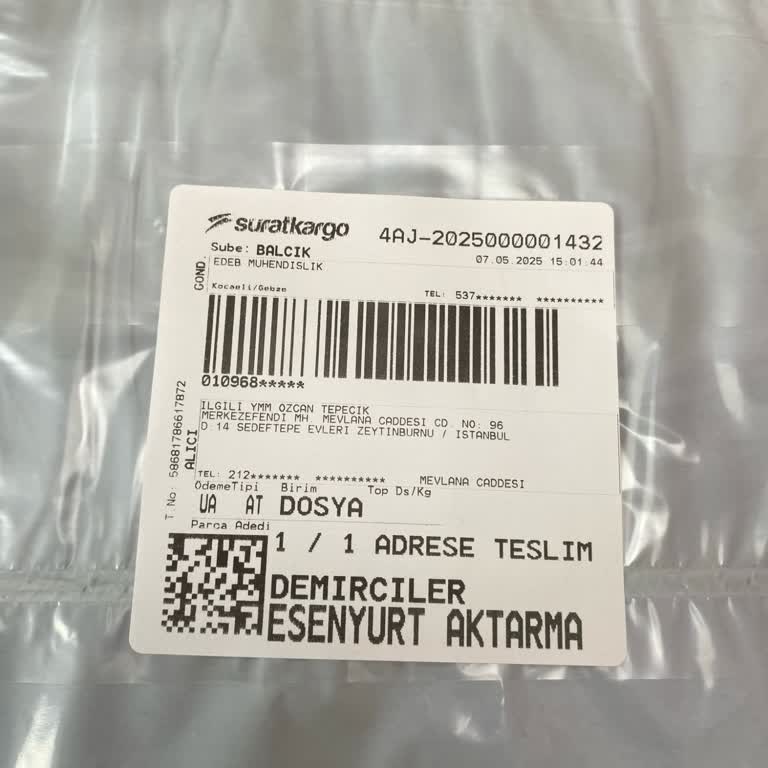 suratkargo
4AJ-2025000001432
Sube: BALCIK
07.05.2025 15:01:44
GOND.
EDEB MUHENDISLIK
Kocaeli/Gebze
TEL: 537******* **********
010968*****
T.No: 58681786617872
ALICI
ILGILI YMM OZCAN TEPECIK
MERKEZEFENDI MH. MEVLANA CADDESI CD. NO: 96
D:14 SEDEFTEPE EVLERI ZEYTINBURNU / ISTANBUL
TEL: 212******* **********
MEVLANA CADDESI
OdemeTipi Birim Top Ds/Kg
UA AT DOSYA
Parca Adedi
1 / 1 ADRESE TESLIM
DEMIRCILER
ESENYURT AKTARMA